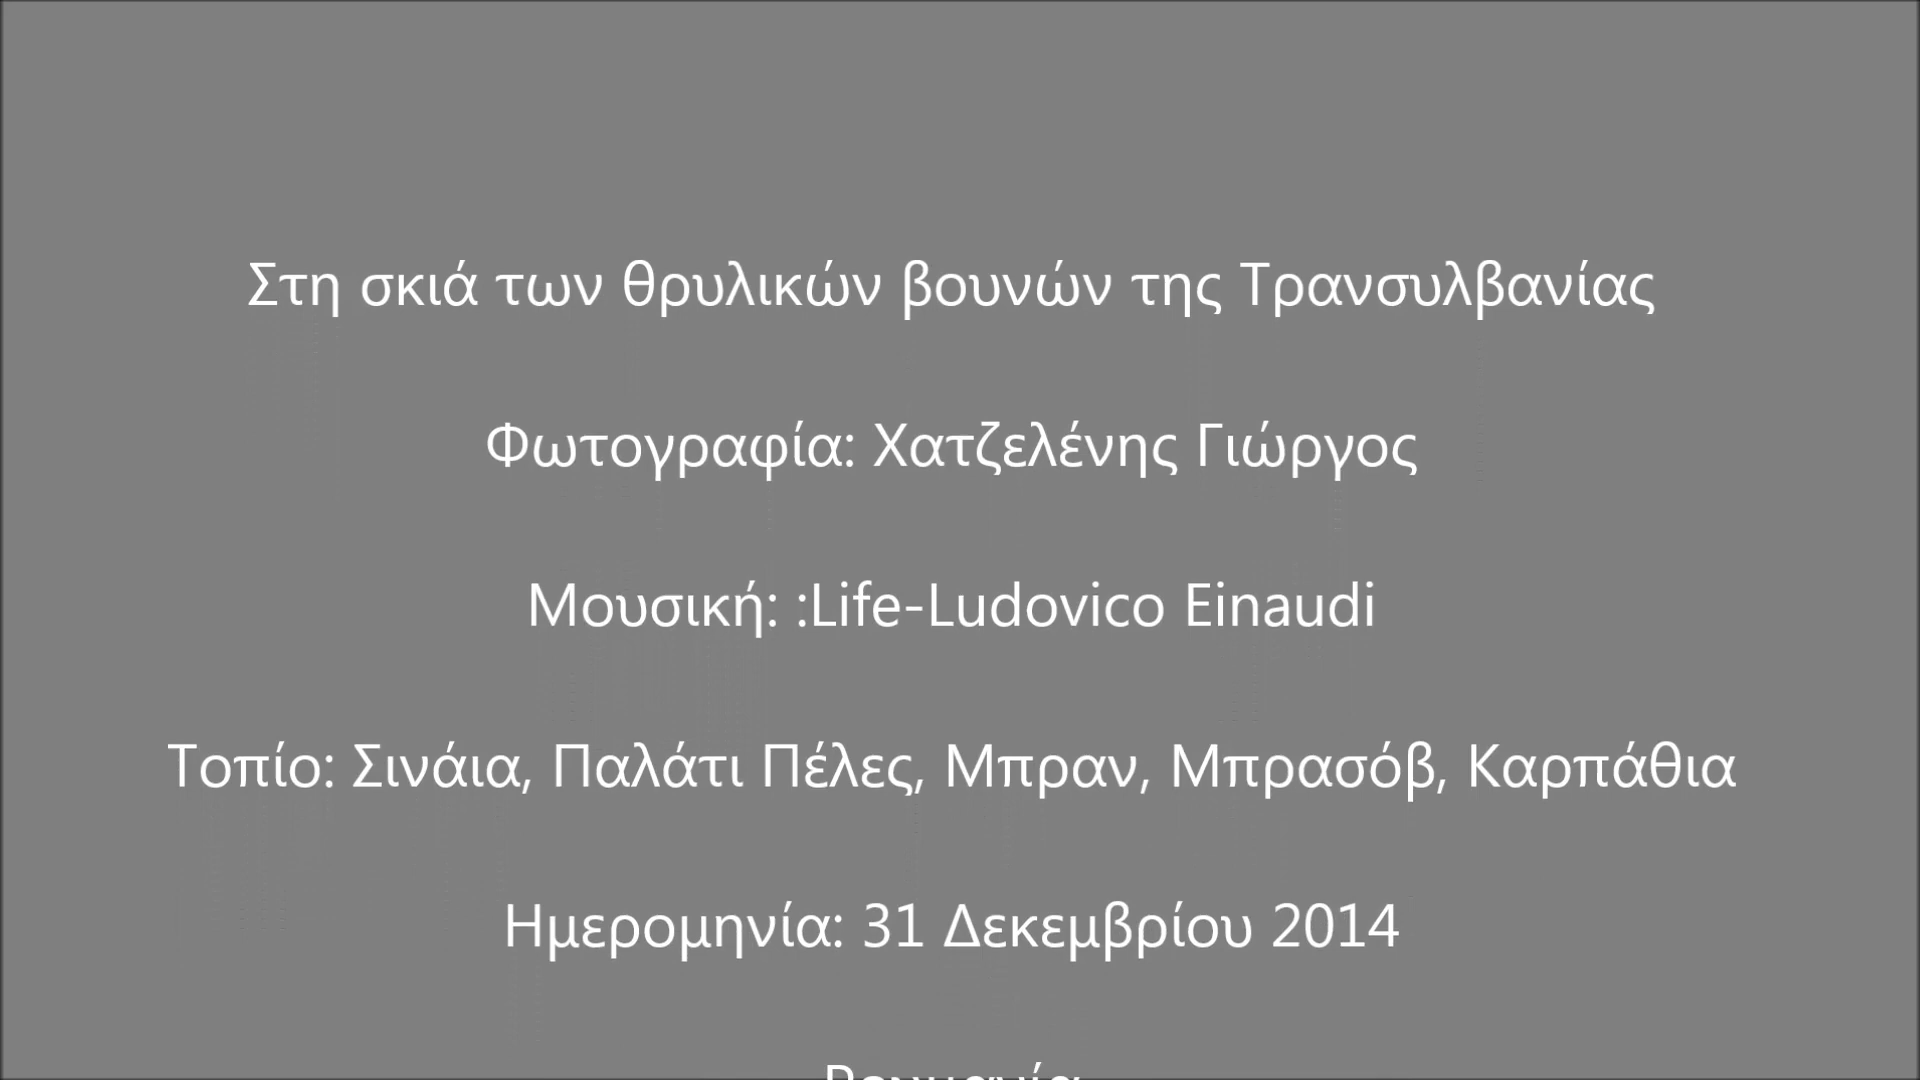 Στη σκιά των θρυλικών βουνών της Τρανσυλβανίας
Φωτογραφία: Χατζελένης Γιώργος
Μουσική: :Life-Ludovico Einaudi
Τοπίο: Σινάια, Παλάτι Πέλες, Μπραν, Μπρασόβ, Καρπάθια
Ημερομηνία: 31 Δεκεμβρίου 2014